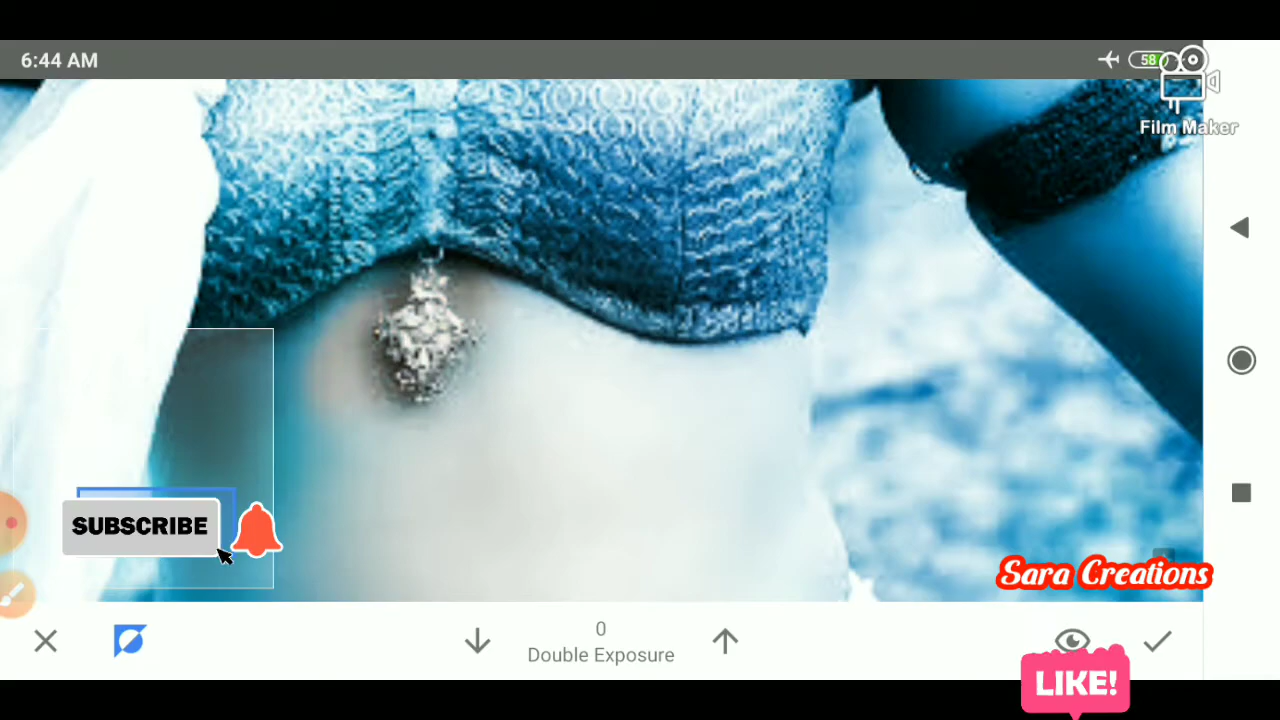 6:44 AM
58
Film Maker
SUBSCRIBE
Sara Creations
0
Double Exposure
LIKE!